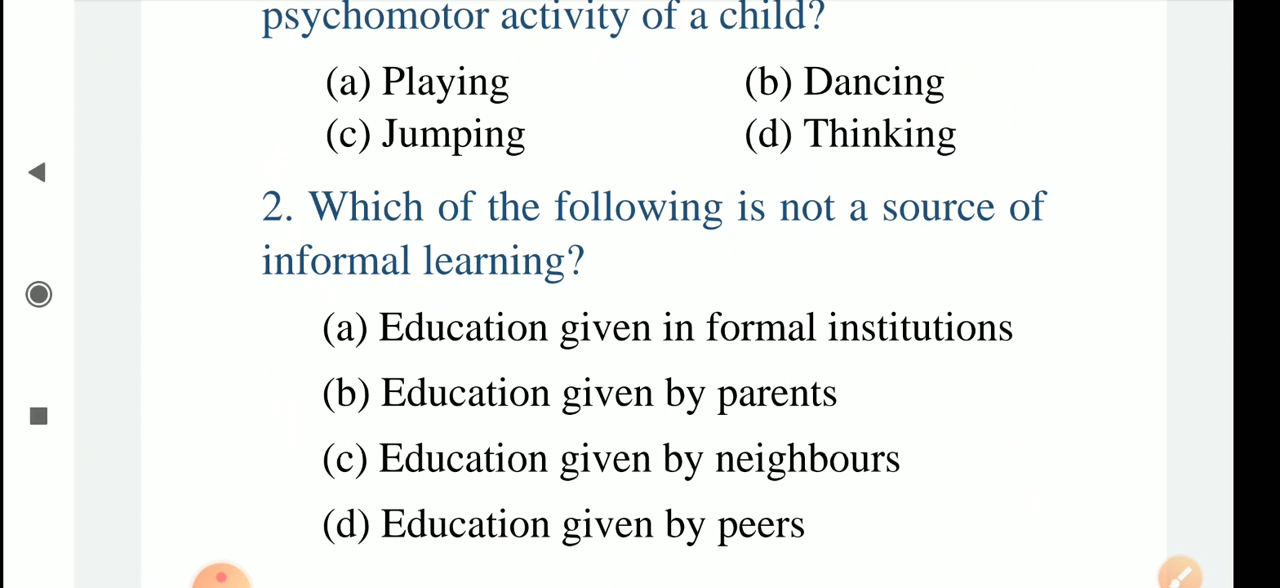 psychomotor activity of a child?
(a) Playing (b) Dancing
(c) Jumping (d) Thinking
2. Which of the following is not a source of
informal learning?
(a) Education given in formal institutions
(b) Education given by parents
(c) Education given by neighbours
(d) Education given by peers